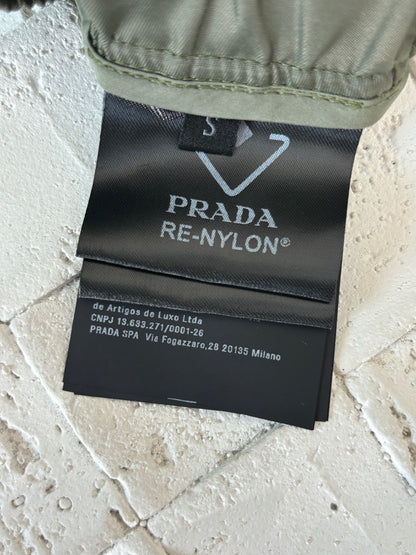 S
PRADA
RE-NYLON®
de Artigos de Luxo Ltda
CNPJ 13.633.271/0001-26
PRADA SPA Via Fogazzaro,28 20135 Milano